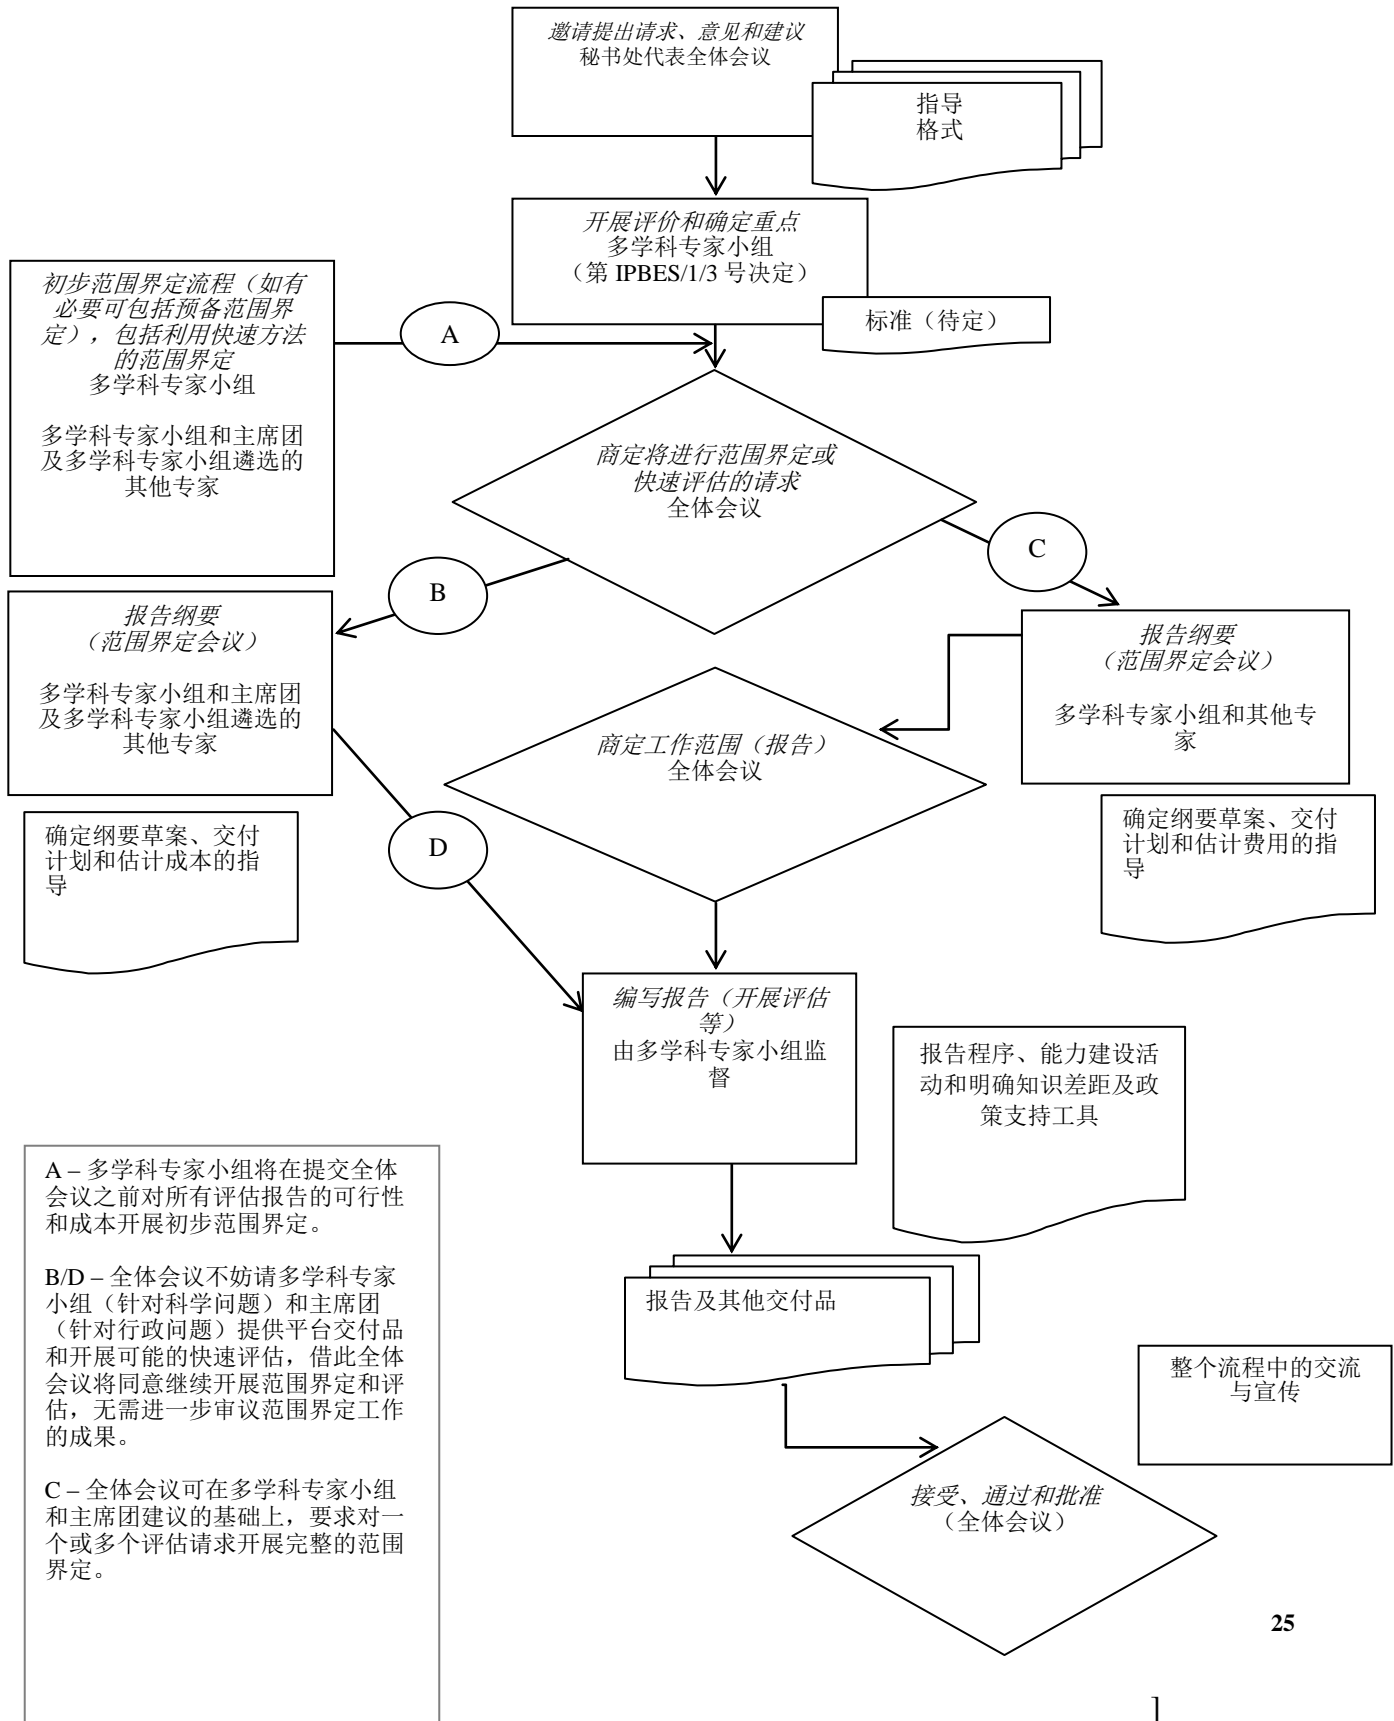 邀请提出请求、意见和建议
秘书处代表全体会议
指导
格式
开展评价和确定重点
多学科专家小组
（第 IPBES/1/3 号决定）
标准（待定）
初步范围界定流程（如有
必要可包括预备范围界
定），包括利用快速方法
的范围界定
多学科专家小组
多学科专家小组和主席团
及多学科专家小组遴选的
其他专家
A
商定将进行范围界定或
快速评估的请求
全体会议
B
C
报告纲要
（范围界定会议）
多学科专家小组和主席团
及多学科专家小组遴选的
其他专家
报告纲要
（范围界定会议）
多学科专家小组和其他专
家
商定工作范围（报告）
全体会议
确定纲要草案、交付
计划和估计成本的指
导
D
确定纲要草案、交付
计划和估计费用的指
导
编写报告（开展评估
等）
由多学科专家小组监
督
报告程序、能力建设活
动和明确知识差距及政
策支持工具
A – 多学科专家小组将在提交全体
会议之前对所有评估报告的可行性
和成本开展初步范围界定。
B/D – 全体会议不妨请多学科专家
小组（针对科学问题）和主席团
（针对行政问题）提供平台交付品
和开展可能的快速评估，借此全体
会议将同意继续开展范围界定和评
估，无需进一步审议范围界定工作
的成果。
C – 全体会议可在多学科专家小组
和主席团建议的基础上，要求对一
个或多个评估请求开展完整的范围
界定。
报告及其他交付品
整个流程中的交流
与宣传
接受、通过和批准
（全体会议）
25
]